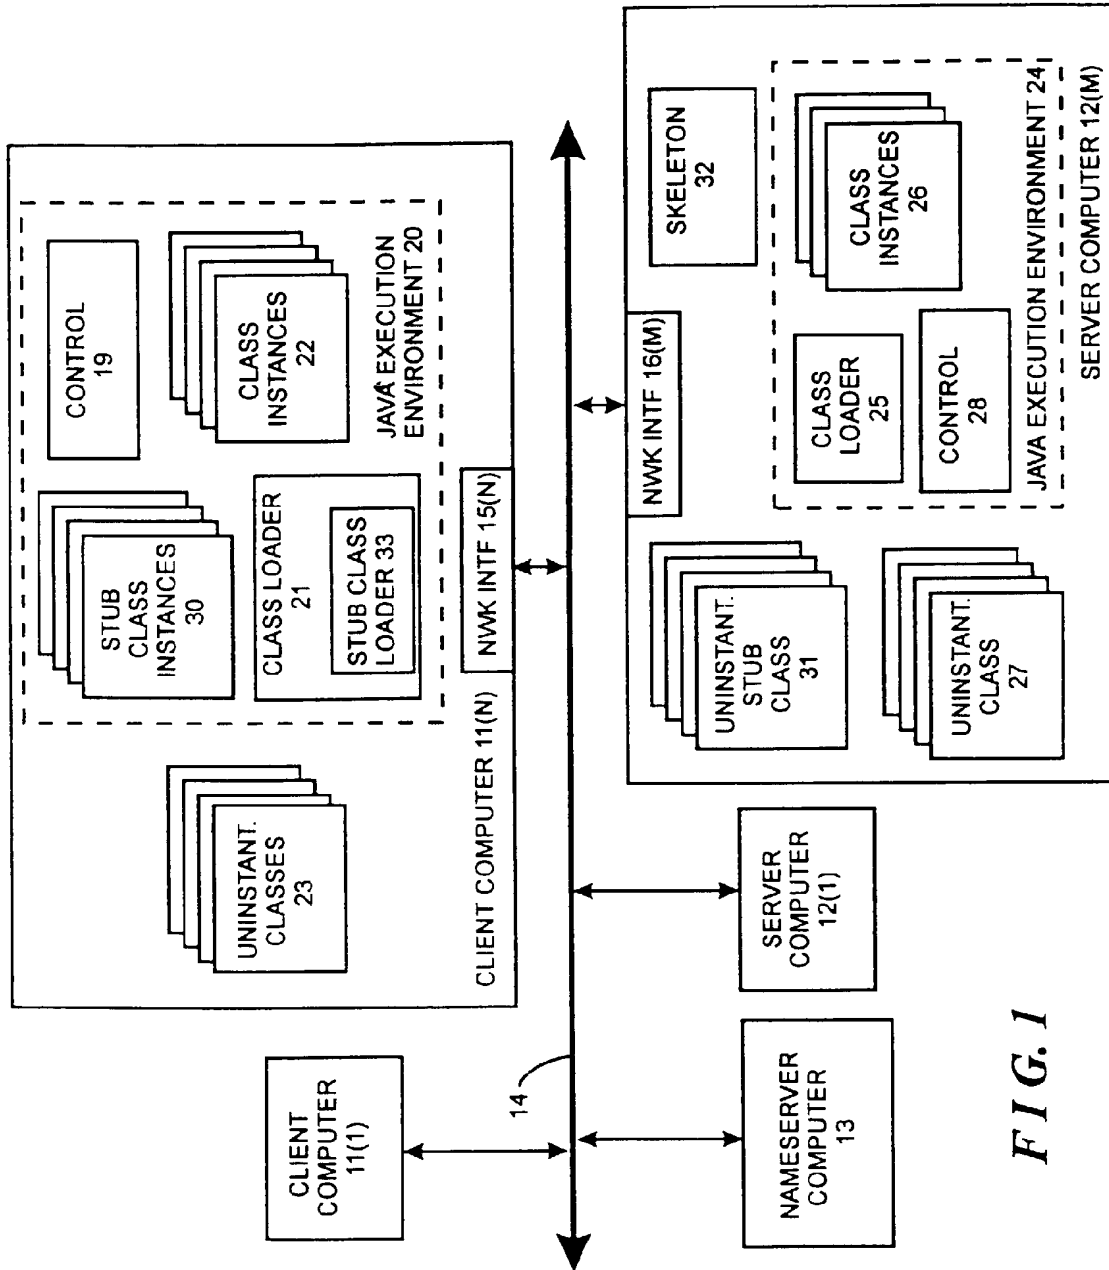 CLIENT
COMPUTER
11(1)
UNINSTANT.
CLASSES
23
STUB
CLASS
INSTANCES
30
CONTROL
19
CLASS LOADER
21
STUB CLASS
LOADER 33
CLASS
INSTANCES
22
JAVA EXECUTION
ENVIRONMENT 20
CLIENT COMPUTER 11(N)
NWK INTF 15(N)
14
NAMESERVER
COMPUTER
13
SERVER
COMPUTER
12(1)
NWK INTF 16(M)
UNINSTANT.
STUB
CLASS
31
SKELETON
32
CLASS
LOADER
25
CLASS
INSTANCES
26
UNINSTANT.
CLASS
27
CONTROL
28
JAVA EXECUTION ENVIRONMENT 24
SERVER COMPUTER 12(M)
FIG. 1